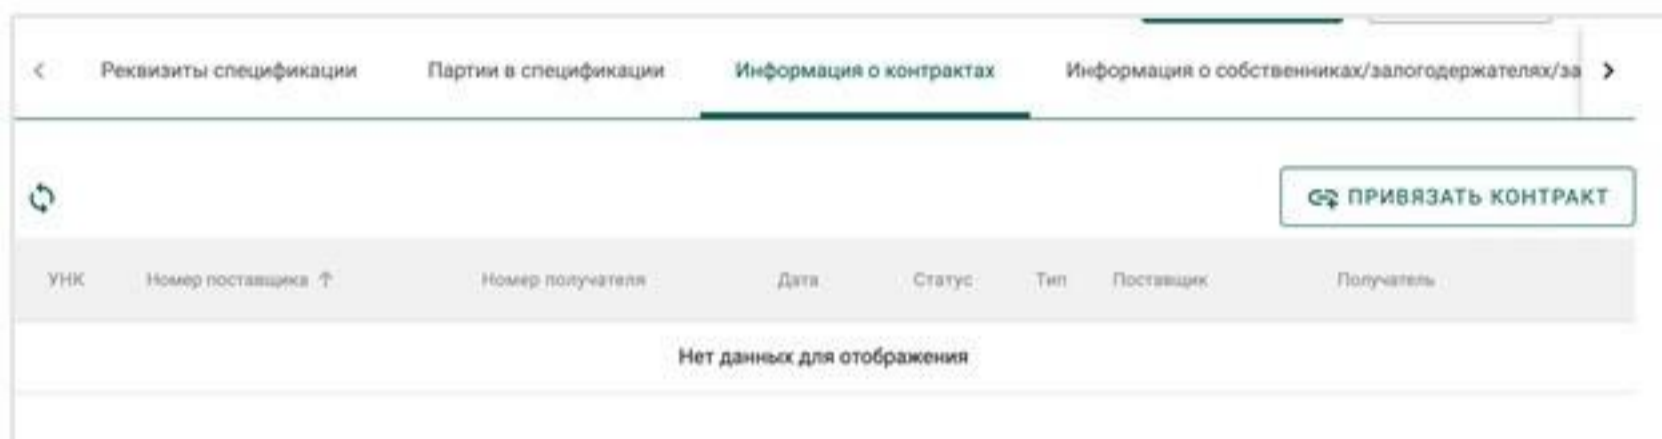 Реквизиты спецификации Партии в спецификации Информация о контрактах Информация о собственниках/залогодержателях/за
ПРИВЯЗАТЬ КОНТРАКТ
УНК Номер поставщика ↑ Номер получателя Дата Статус Тип Поставщик Получатель
Нет данных для отображения